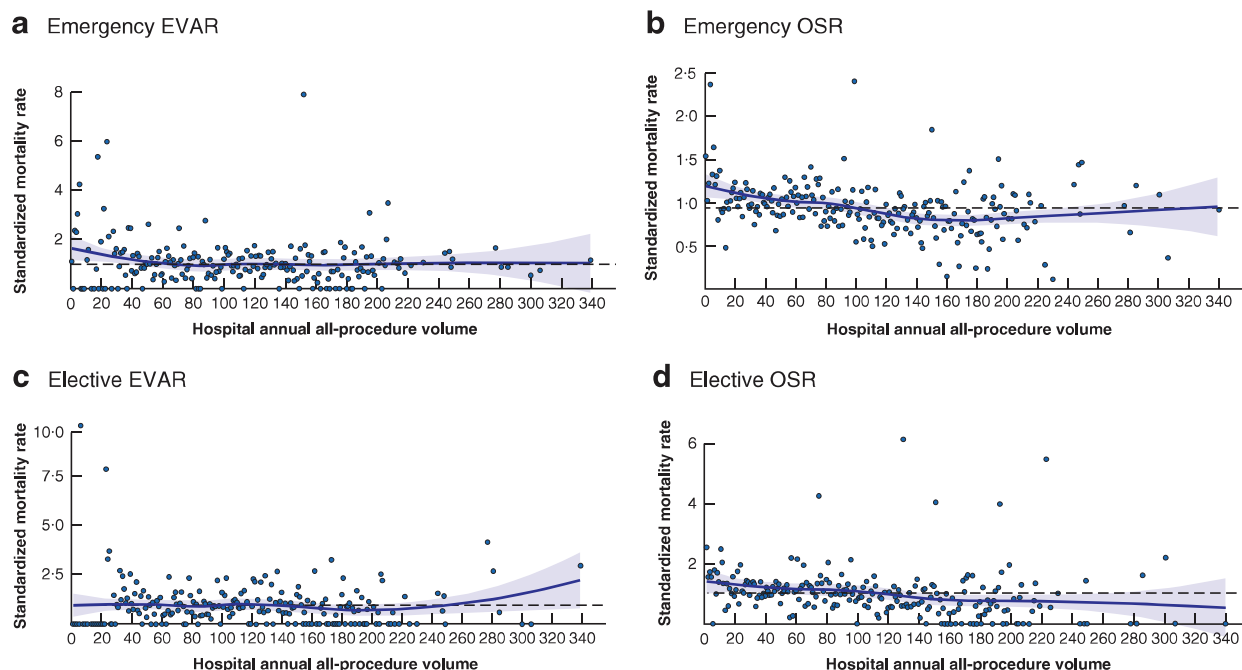 a Emergency EVAR
Standardized mortality rate
8
6
4
2
0 20 40 60 80 100 120 140 160 180 200 220 240 260 280 300 320 340
Hospital annual all-procedure volume
b Emergency OSR
Standardized mortality rate
2·5
2·0
1·5
1·0
0·5
0 20 40 60 80 100 120 140 160 180 200 220 240 260 280 300 320 340
Hospital annual all-procedure volume
c Elective EVAR
Standardized mortality rate
10·0
7·5
5·0
2·5
0 20 40 60 80 100 120 140 160 180 200 220 240 260 280 300 320 340
Hospital annual all-procedure volume
d Elective OSR
Standardized mortality rate
6
4
2
0 20 40 60 80 100 120 140 160 180 200 220 240 260 280 300 320 340
Hospital annual all-procedure volume